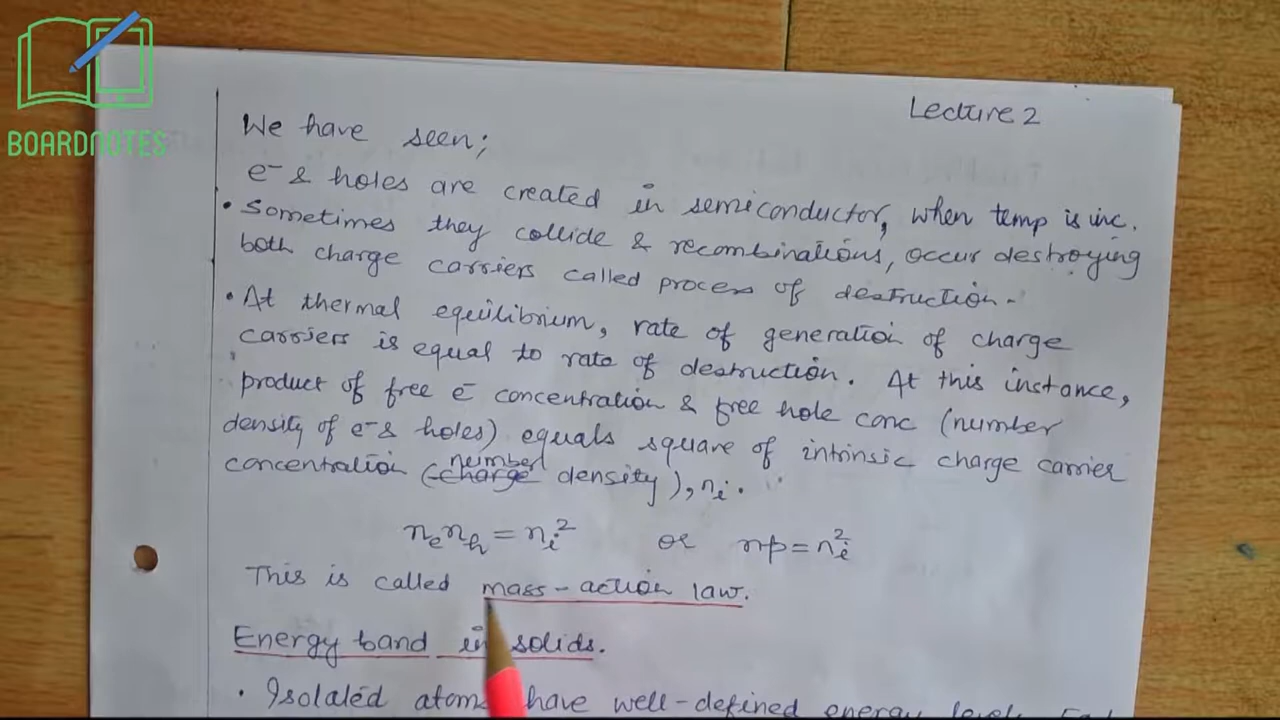 BOARDNOTES
Lecture 2
We have seen;
e⁻ & holes are created in semiconductor, when temp is inc.
• Sometimes they collide & recombinations, occur destroying
both charge carriers called process of destruction.
• At thermal equilibrium, rate of generation of charge
carriers is equal to rate of destruction. At this instance,
product of free e⁻ concentration & free hole conc (number
density of e⁻ & holes) equals square of intrinsic charge carrier
concentration (charge number density), nᵢ.
nₑnₕ = nᵢ² or np = nᵢ²
This is called mass-action law.
Energy band in solids.
• Isolated atoms have well-defined energy levels.